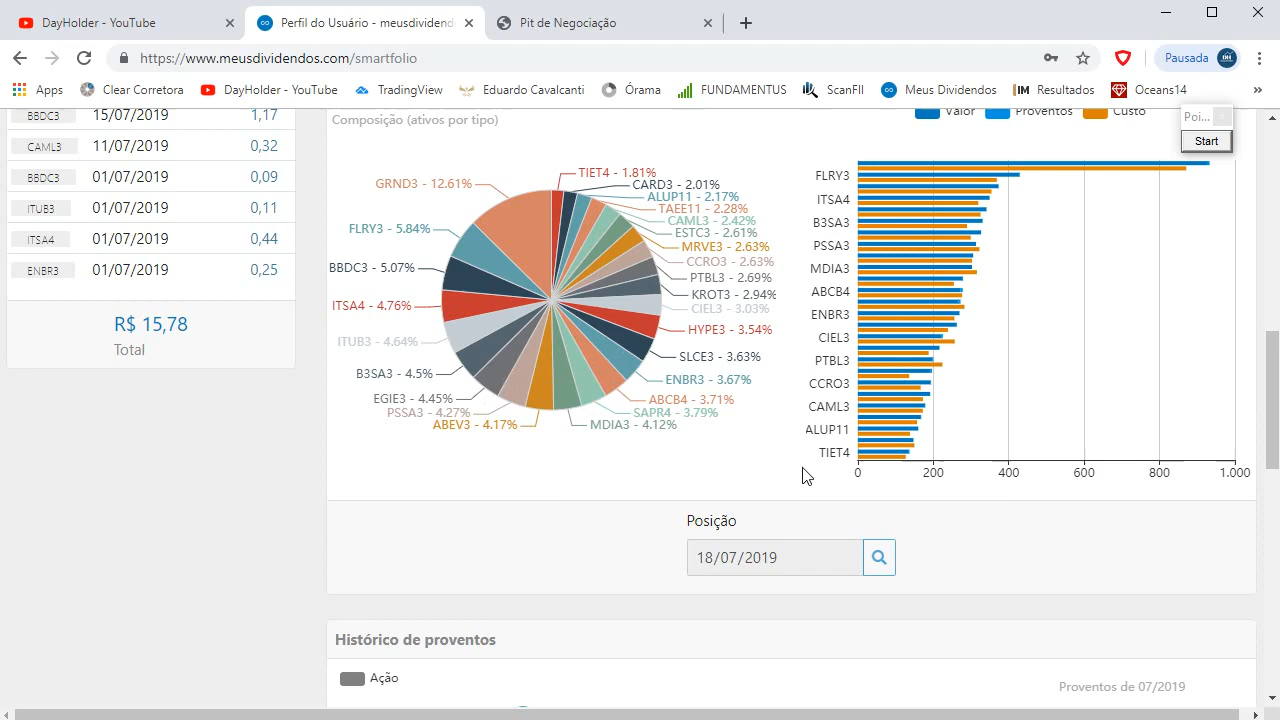 DayHolder - YouTube
Perfil do Usuário - meusdividend
Pit de Negociação
https://www.meusdividendos.com/smartfolio
Pausada
Apps
Clear Corretora
DayHolder - YouTube
TradingView
Eduardo Cavalcanti
Órama
FUNDAMENTUS
ScanFII
Meus Dividendos
Resultados
Oceans14
»
BBDC3 15/07/2019 1,17
CAML3 11/07/2019 0,32
BBDC3 01/07/2019 0,09
ITUB3 01/07/2019 0,11
ITSA4 01/07/2019 0,44
ENBR3 01/07/2019 0,25
R$ 15,78
Total
Composição (ativos por tipo)
Valor Proventos Custo
Poi...
Start
TIET4 - 1.81%
CARD3 - 2.01%
ALUP11 - 2.17%
TAEE11 - 2.28%
CAML3 - 2.42%
ESTC3 - 2.61%
MRVE3 - 2.63%
CCRO3 - 2.63%
PTBL3 - 2.69%
KROT3 - 2.94%
CIEL3 - 3.03%
HYPE3 - 3.54%
SLCE3 - 3.63%
ENBR3 - 3.67%
ABCB4 - 3.71%
SAPR4 - 3.79%
MDIA3 - 4.12%
ABEV3 - 4.17%
PSSA3 - 4.27%
EGIE3 - 4.45%
B3SA3 - 4.5%
ITUB3 - 4.64%
ITSA4 - 4.76%
BBDC3 - 5.07%
FLRY3 - 5.84%
GRND3 - 12.61%
FLRY3
ITSA4
B3SA3
PSSA3
MDIA3
ABCB4
ENBR3
CIEL3
PTBL3
CCRO3
CAML3
ALUP11
TIET4
0 200 400 600 800 1.000
Posição
18/07/2019
Histórico de proventos
Ação
Proventos de 07/2019